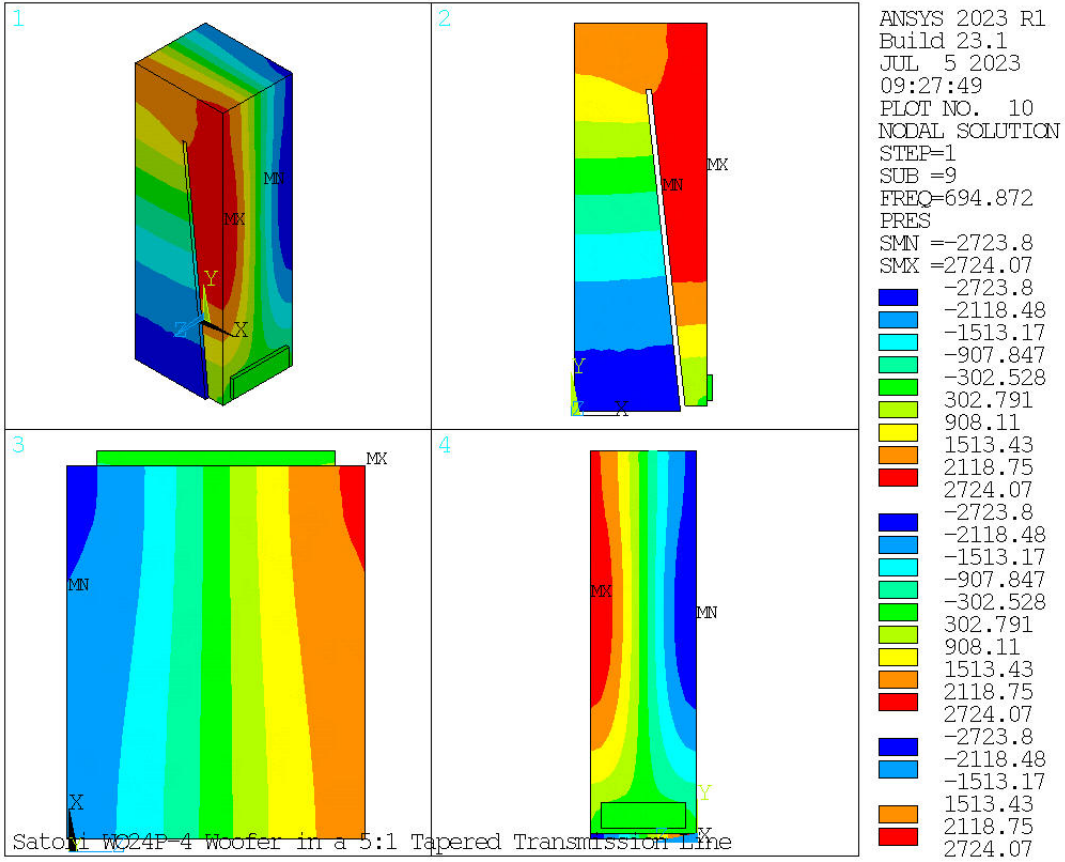 1
2
ANSYS 2023 R1
Build 23.1
JUL  5 2023
09:27:49
PLOT NO.  10
NODAL SOLUTION
STEP=1
SUB =9
FREQ=694.872
PRES
SMN =-2723.8
SMX =2724.07
-2723.8
-2118.48
-1513.17
-907.847
-302.528
302.791
908.11
1513.43
2118.75
2724.07
-2723.8
-2118.48
-1513.17
-907.847
-302.528
302.791
908.11
1513.43
2118.75
2724.07
-2723.8
-2118.48
-1513.17
1513.43
2118.75
2724.07
MN
MX
Y
Z
X
MX
MN
Y
Z
X
3
4
MX
MN
X
MX
MN
Y
X
Satori WO24P-4 Woofer in a 5:1 Tapered Transmission Line